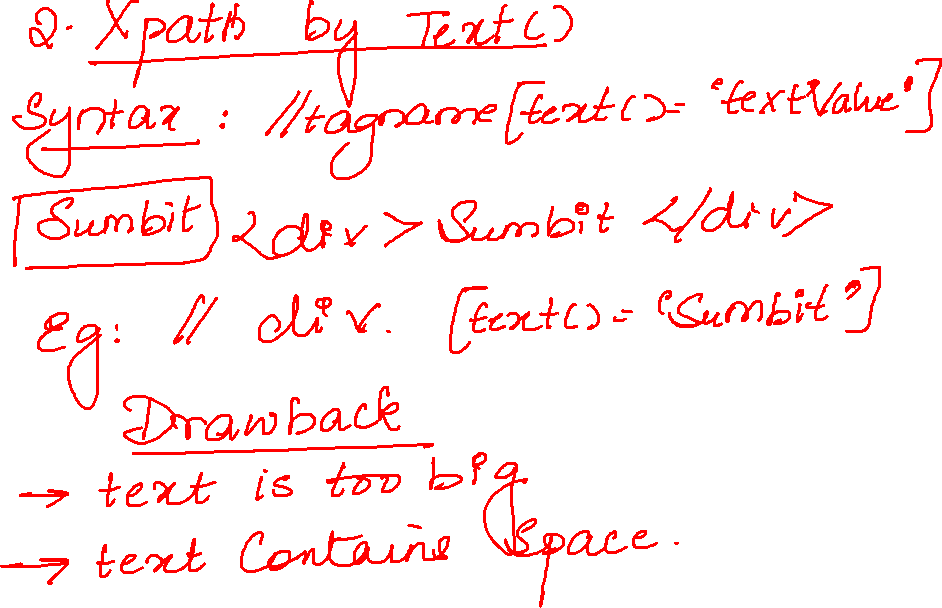 2. Xpath by Text()
Syntax : //tagname[text()= 'textValue']
Sumbit <div> Sumbit </div>
Eg: // div. [text()= 'Sumbit']
Drawback
→ text is too big
→ text Contains Space.